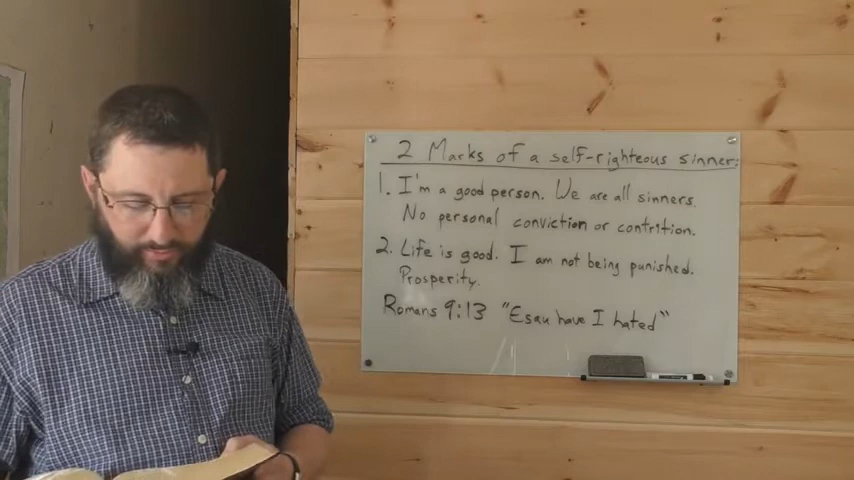 2 Marks of a self-righteous sinner:
1. I'm a good person. We are all sinners.
No personal conviction or contrition.
2. Life is good. I am not being punished.
Prosperity.
Romans 9:13 "Esau have I hated"